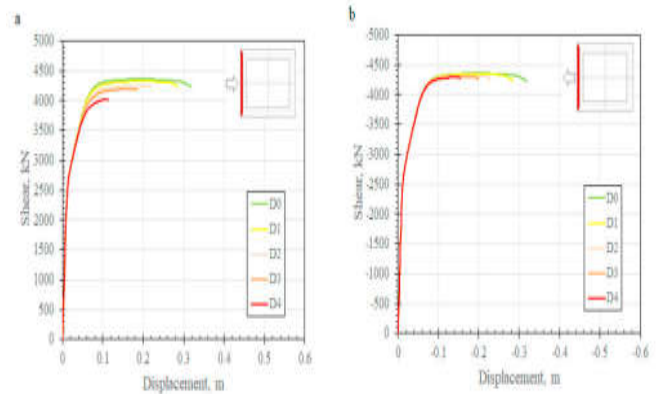 a
5000
4500
4000
3500
3000
2500
2000
1500
1000
500
0
Shear, kN
0
0.1
0.2
0.3
0.4
0.5
0.6
Displacement, m
D0
D1
D2
D3
D4
b
-5000
-4500
-4000
-3500
-3000
-2500
-2000
-1500
-1000
-500
0
Shear, kN
0
-0.1
-0.2
-0.3
-0.4
-0.5
-0.6
Displacement, m
D0
D1
D2
D3
D4